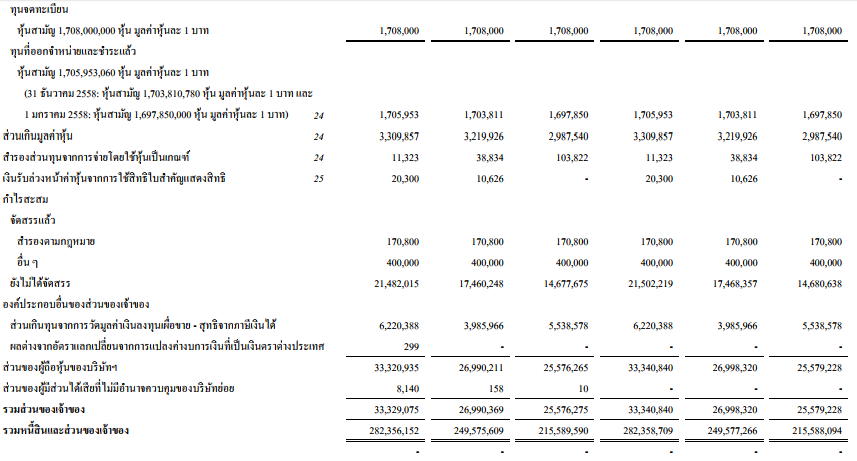 ทุนจดทะเบียน
หุ้นสามัญ 1,708,000,000 หุ้น มูลค่าหุ้นละ 1 บาท 1,708,000 1,708,000 1,708,000 1,708,000 1,708,000 1,708,000
ทุนที่ออกจำหน่ายและชำระแล้ว
หุ้นสามัญ 1,705,953,060 หุ้น มูลค่าหุ้นละ 1 บาท
(31 ธันวาคม 2558: หุ้นสามัญ 1,703,810,780 หุ้น มูลค่าหุ้นละ 1 บาท และ
1 มกราคม 2558: หุ้นสามัญ 1,697,850,000 หุ้น มูลค่าหุ้นละ 1 บาท) 24 1,705,953 1,703,811 1,697,850 1,705,953 1,703,811 1,697,850
ส่วนเกินมูลค่าหุ้น 24 3,309,857 3,219,926 2,987,540 3,309,857 3,219,926 2,987,540
สำรองส่วนทุนจากการจ่ายโดยใช้หุ้นเป็นเกณฑ์ 24 11,323 38,834 103,822 11,323 38,834 103,822
เงินรับล่วงหน้าค่าหุ้นจากการใช้สิทธิใบสำคัญแสดงสิทธิ 25 20,300 10,626 - 20,300 10,626 -
กำไรสะสม
จัดสรรแล้ว
สำรองตามกฎหมาย 170,800 170,800 170,800 170,800 170,800 170,800
อื่น ๆ 400,000 400,000 400,000 400,000 400,000 400,000
ยังไม่ได้จัดสรร 21,482,015 17,460,248 14,677,675 21,502,219 17,468,357 14,680,638
องค์ประกอบอื่นของส่วนของเจ้าของ
ส่วนเกินทุนจากการวัดมูลค่าเงินลงทุนเผื่อขาย - สุทธิจากภาษีเงินได้ 6,220,388 3,985,966 5,538,578 6,220,388 3,985,966 5,538,578
ผลต่างจากอัตราแลกเปลี่ยนจากการแปลงค่างบการเงินที่เป็นเงินตราต่างประเทศ 299 - - - - -
ส่วนของผู้ถือหุ้นของบริษัทฯ 33,320,935 26,990,211 25,576,265 33,340,840 26,998,320 25,579,228
ส่วนของผู้มีส่วนได้เสียที่ไม่มีอำนาจควบคุมของบริษัทย่อย 8,140 158 10 - - -
รวมส่วนของเจ้าของ 33,329,075 26,990,369 25,576,275 33,340,840 26,998,320 25,579,228
รวมหนี้สินและส่วนของเจ้าของ 282,356,152 249,575,609 215,589,590 282,358,709 249,577,266 215,588,094
- - - - - -